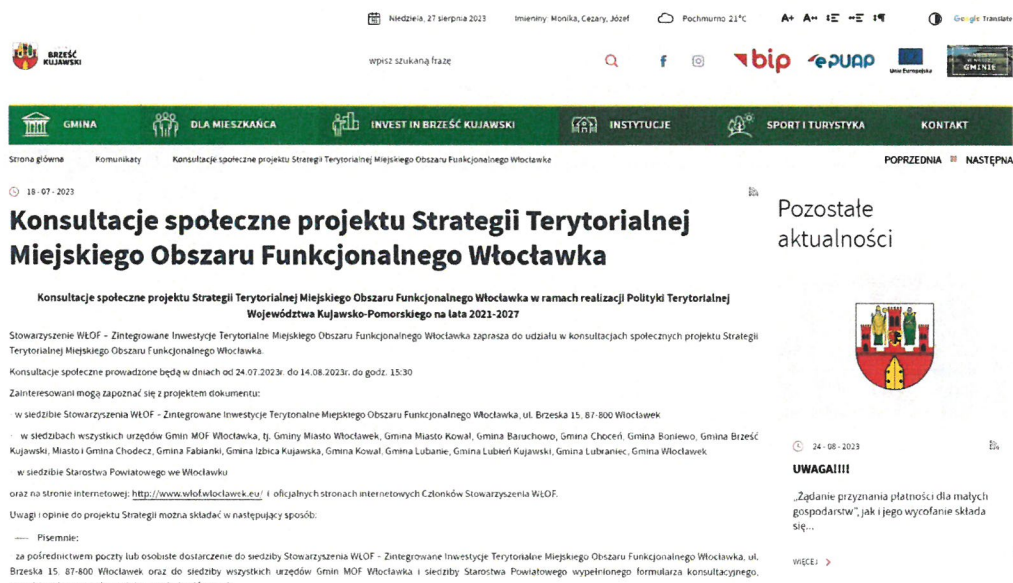 Niedziela, 27 sierpnia 2023 Imieniny: Monika, Cezary, Józef Pochmurno 21°C A+ A++ Google Translate
BRZEŚĆ
KUJAWSKI
wpisz szukaną frazę
bip ePUAP Unia Europejska GMINIE
GMINA DLA MIESZKAŃCA INVEST IN BRZEŚĆ KUJAWSKI INSTYTUCJE SPORT I TURYSTYKA KONTAKT
Strona główna Komunikaty Konsultacje społeczne projektu Strategii Terytorialnej Miejskiego Obszaru Funkcjonalnego Włocławka POPRZEDNIA NASTĘPNA
18 - 07 - 2023
Konsultacje społeczne projektu Strategii Terytorialnej
Miejskiego Obszaru Funkcjonalnego Włocławka
Konsultacje społeczne projektu Strategii Terytorialnej Miejskiego Obszaru Funkcjonalnego Włocławka w ramach realizacji Polityki Terytorialnej
Województwa Kujawsko-Pomorskiego na lata 2021-2027
Stowarzyszenie WŁOF – Zintegrowane Inwestycje Terytorialne Miejskiego Obszaru Funkcjonalnego Włocławka zaprasza do udziału w konsultacjach społecznych projektu Strategii
Terytorialnej Miejskiego Obszaru Funkcjonalnego Włocławka.
Konsultacje społeczne prowadzone będą w dniach od 24.07.2023r. do 14.08.2023r. do godz. 15:30
Zainteresowani mogą zapoznać się z projektem dokumentu:
- w siedzibie Stowarzyszenia WŁOF – Zintegrowane Inwestycje Terytorialne Miejskiego Obszaru Funkcjonalnego Włocławka, ul. Brzeska 15, 87-800 Włocławek
- w siedzibach wszystkich urzędów Gmin MOF Włocławka, tj. Gminy Miasto Włocławek, Gmina Miasto Kowal, Gmina Baruchowo, Gmina Choceń, Gmina Boniewo, Gmina Brześć
Kujawski, Miasto i Gmina Chodecz, Gmina Fabianki, Gmina Izbica Kujawska, Gmina Kowal, Gmina Lubanie, Gmina Lubień Kujawski, Gmina Lubraniec, Gmina Włocławek
- w siedzibie Starostwa Powiatowego we Włocławku
oraz na stronie internetowej: http://www.wlof.wloclawek.eu/ i oficjalnych stronach internetowych Członków Stowarzyszenia WŁOF.
Uwagi i opinie do projektu Strategii można składać w następujący sposób:
— Pisemnie:
za pośrednictwem poczty lub osobiste dostarczenie do siedziby Stowarzyszenia WŁOF – Zintegrowane Inwestycje Terytorialne Miejskiego Obszaru Funkcjonalnego Włocławka, ul.
Brzeska 15, 87-800 Włocławek oraz do siedziby wszystkich urzędów Gmin MOF Włocławka i siedziby Starostwa Powiatowego wypełnionego formularza konsultacyjnego,
Pozostałe
aktualności
24 - 08 - 2023
UWAGA!!!!
„Żądanie przyznania płatności dla małych
gospodarstw", jak i jego wycofanie składa
się...
WIĘCEJ